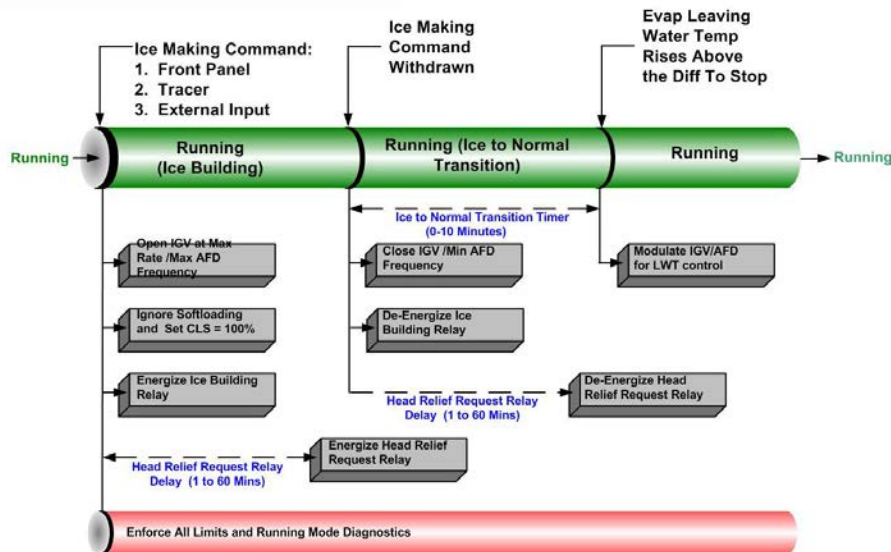 Ice Making Command:
1. Front Panel
2. Tracer
3. External Input
Ice Making
Command
Withdrawn
Evap Leaving
Water Temp
Rises Above
the Diff To Stop
Running
Running
(Ice Building)
Running (Ice to Normal
Transition)
Running
Running
Ice to Normal Transition Timer
(0-10 Minutes)
Open IGV at Max
Rate /Max AFD
Frequency
Close IGV /Min AFD
Frequency
Modulate IGV/AFD
for LWT control
Ignore Softloading
and Set CLS = 100%
De-Energize Ice
Building Relay
Energize Ice Building
Relay
Head Relief Request Relay
Delay (1 to 60 Mins)
De-Energize Head
Relief Request Relay
Head Relief Request Relay
Delay (1 to 60 Mins)
Energize Head Relief
Request Relay
Enforce All Limits and Running Mode Diagnostics